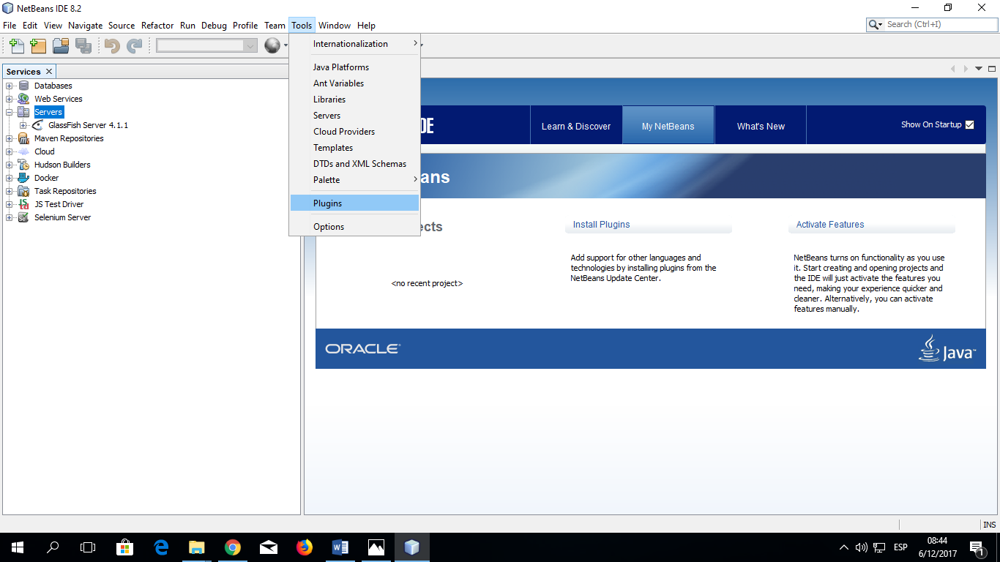 NetBeans IDE 8.2
File Edit View Navigate Source Refactor Run Debug Profile Team Tools Window Help
Search (Ctrl+I)
Internationalization
Java Platforms
Ant Variables
Libraries
Servers
Cloud Providers
Templates
DTDs and XML Schemas
Palette
Plugins
Options
Services
Databases
Web Services
Servers
GlassFish Server 4.1.1
Maven Repositories
Cloud
Hudson Builders
Docker
Task Repositories
JS Test Driver
Selenium Server
IDE
Learn & Discover
My NetBeans
What's New
Show On Startup
ans
ects
<no recent project>
Install Plugins
Add support for other languages and
technologies by installing plugins from the
NetBeans Update Center.
Activate Features
NetBeans turns on functionality as you use
it. Start creating and opening projects and
the IDE will just activate the features you
need, making your experience quicker and
cleaner. Alternatively, you can activate
features manually.
ORACLE
Java
INS
ESP
08:44
6/12/2017
1